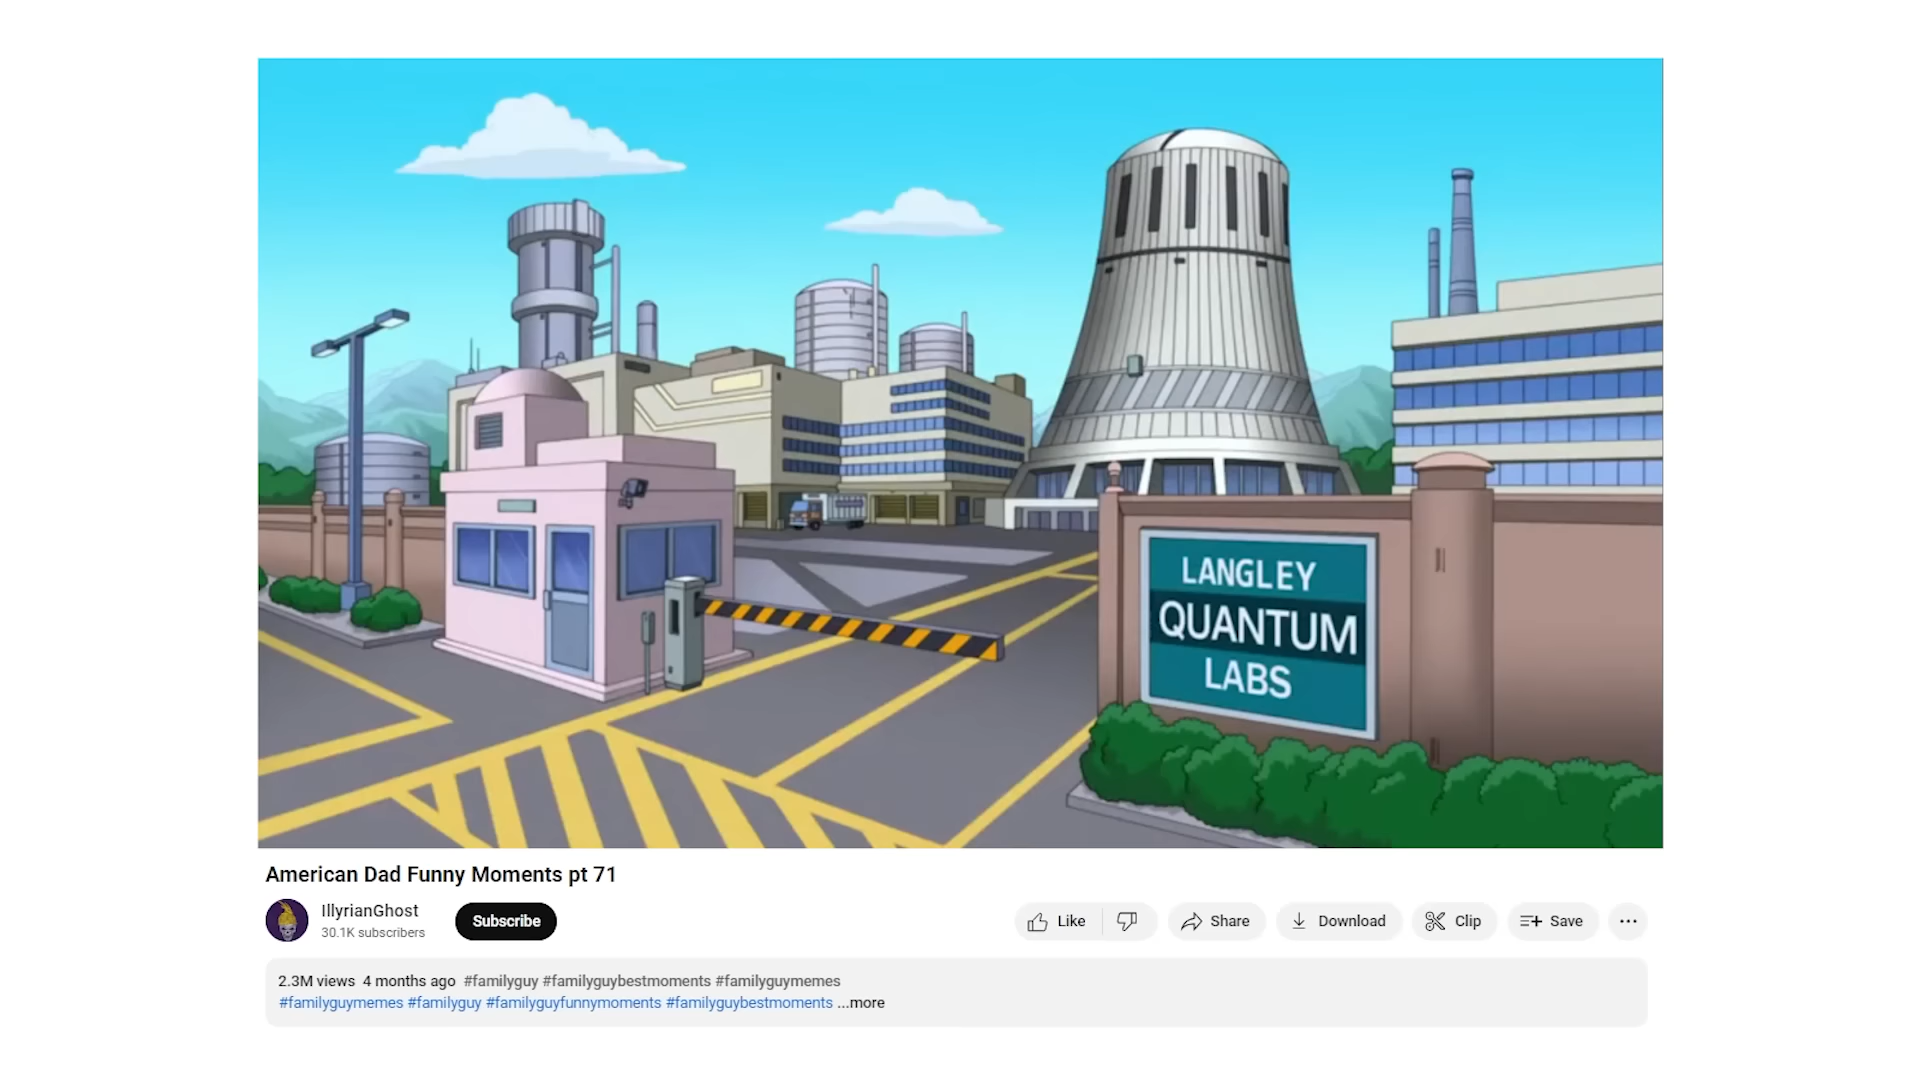 LANGLEY
QUANTUM
LABS
American Dad Funny Moments pt 71
IllyrianGhost
30.1K subscribers
Subscribe
Like
Share
Download
Clip
Save
2.3M views 4 months ago #familyguy #familyguybestmoments #familyguymemes
#familyguymemes #familyguy #familyguyfunnymoments #familyguybestmoments ...more